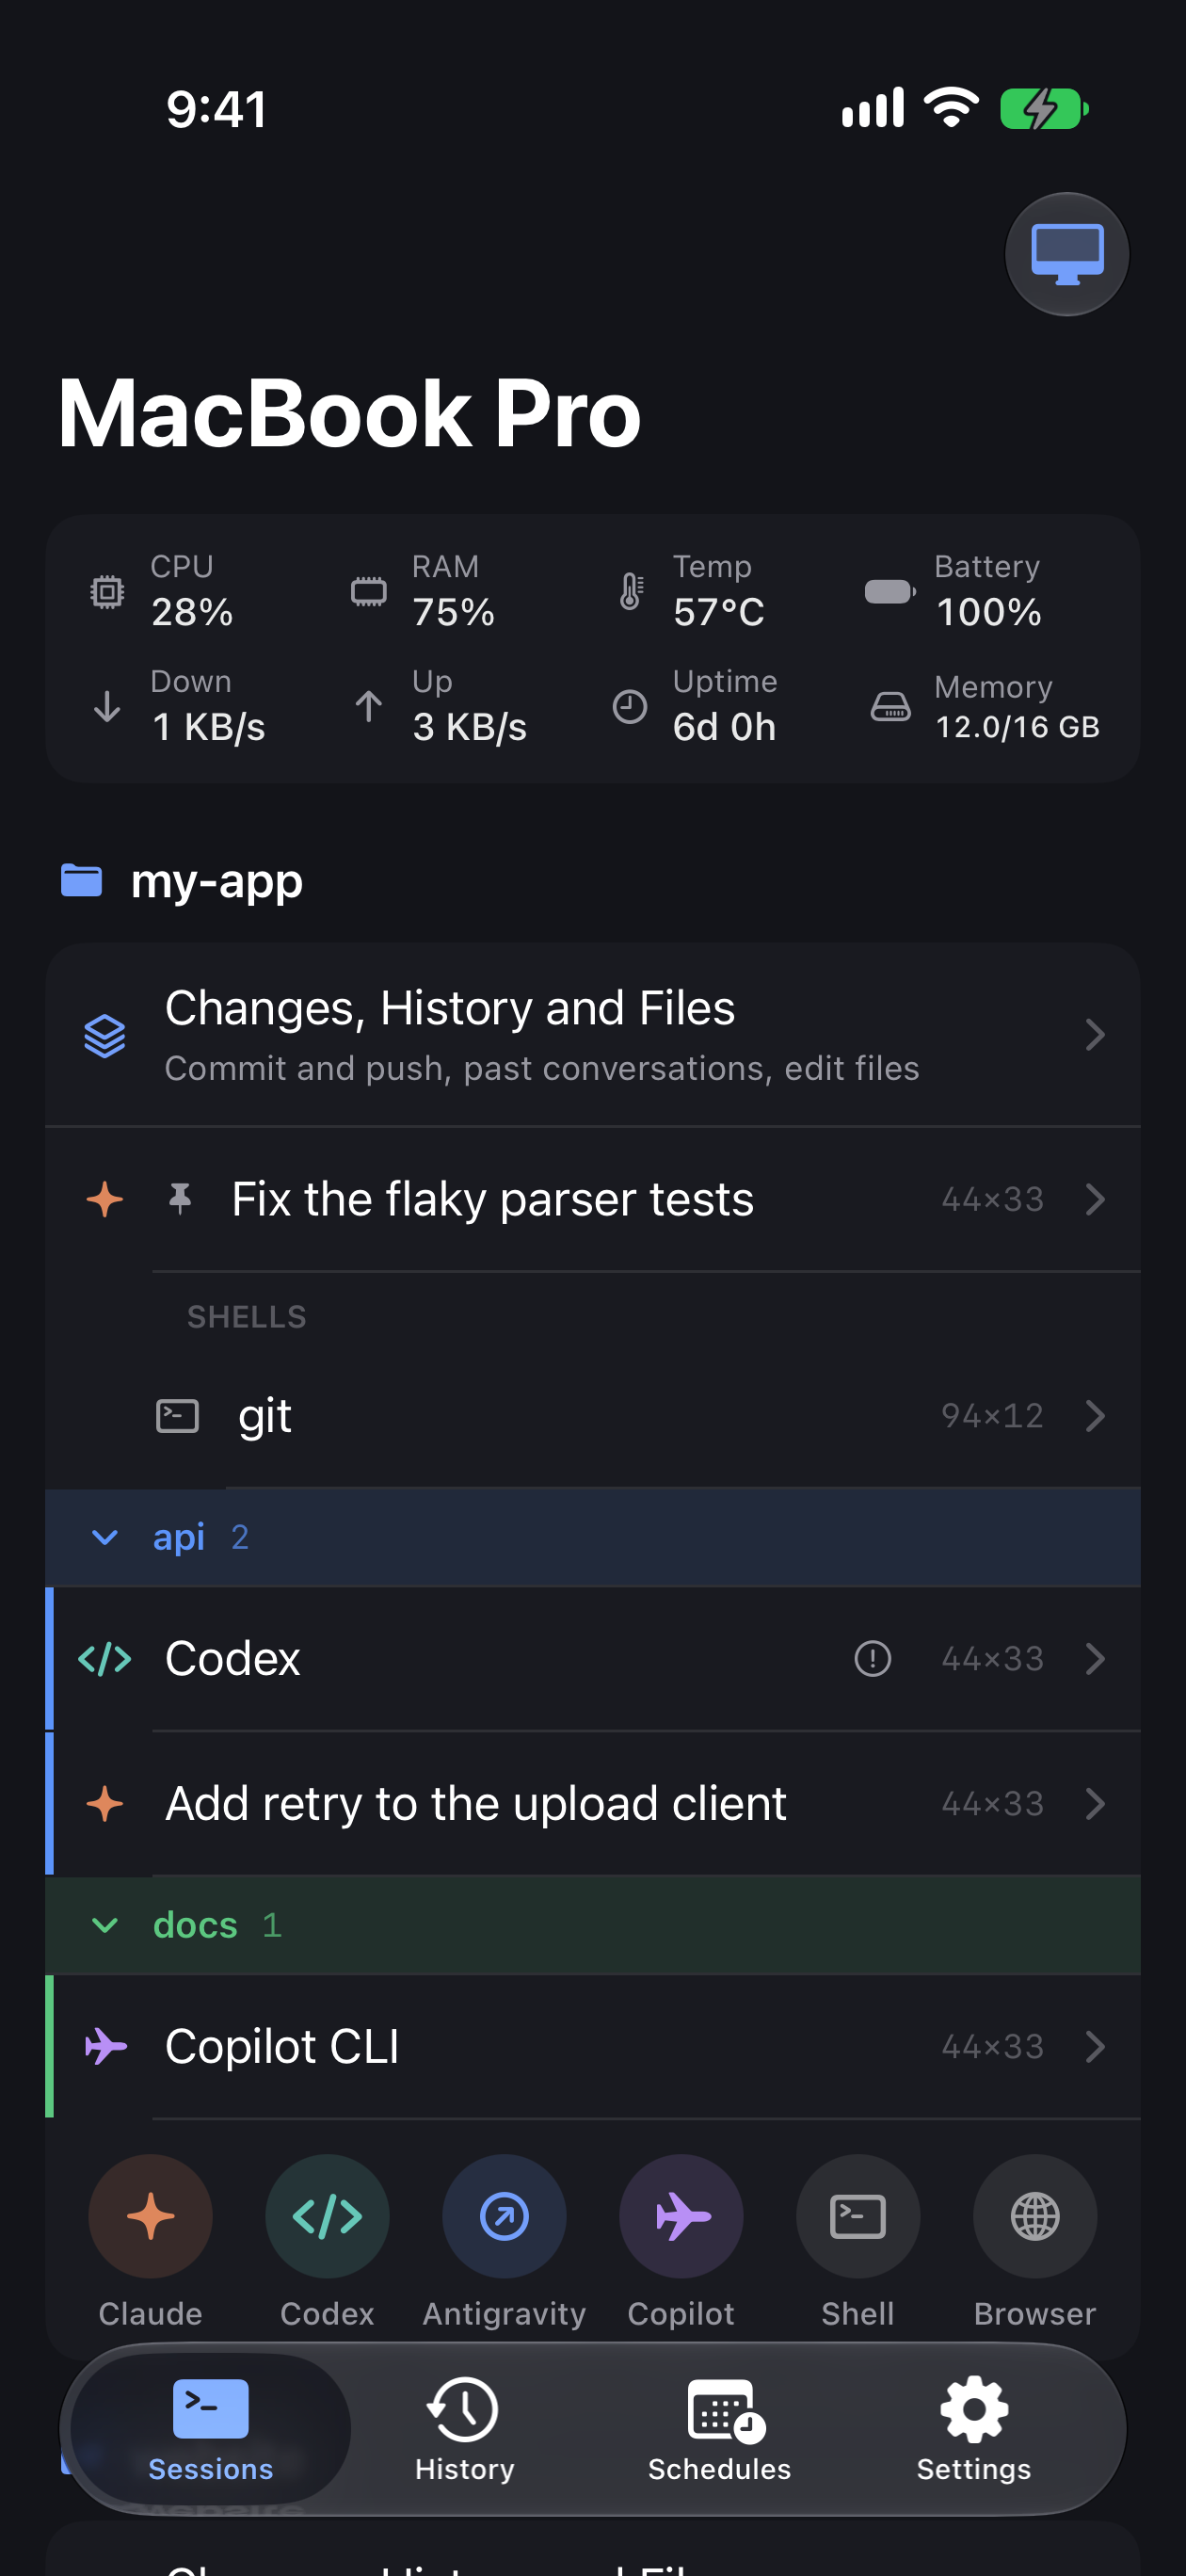 9:41
MacBook Pro
CPU RAM Temp Battery
28% 75% 57°C 100%
Down Up Uptime Memory
1 KB/s 3 KB/s 6d 0h 12.0/16 GB
my-app
Changes, History and Files
Commit and push, past conversations, edit files
Fix the flaky parser tests 44×33
SHELLS
git 94×12
api 2
Codex 44×33
Add retry to the upload client 44×33
docs 1
Copilot CLI 44×33
Claude Codex Antigravity Copilot Shell Browser
Sessions History Schedules Settings